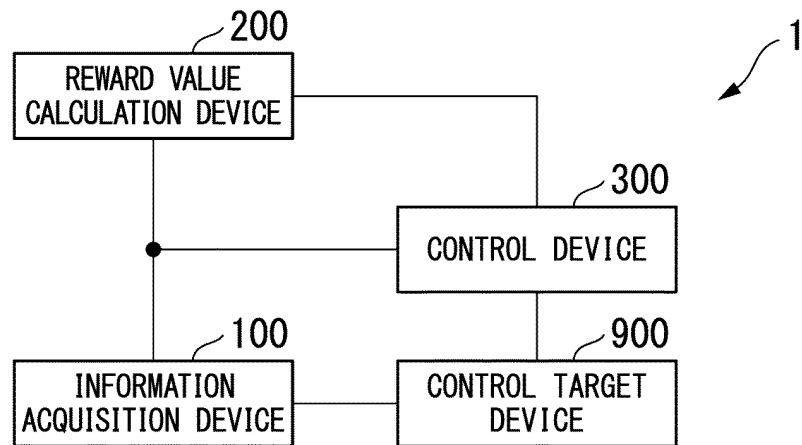 200
1
REWARD VALUE
CALCULATION DEVICE
300
CONTROL DEVICE
100
900
INFORMATION
ACQUISITION DEVICE
CONTROL TARGET
DEVICE